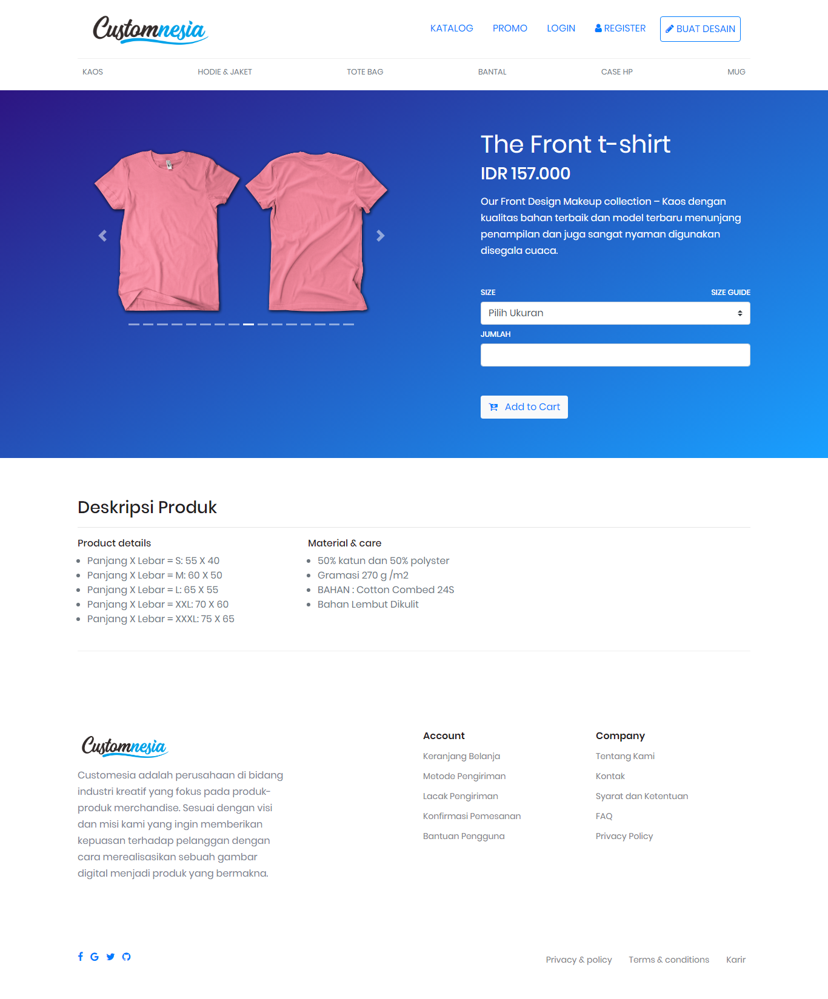 Customnesia
KATALOG
PROMO
LOGIN
REGISTER
BUAT DESAIN
KAOS
HODIE & JAKET
TOTE BAG
BANTAL
CASE HP
MUG
The Front t-shirt
IDR 157.000
Our Front Design Makeup collection – Kaos dengan
kualitas bahan terbaik dan model terbaru menunjang
penampilan dan juga sangat nyaman digunakan
disegala cuaca.
SIZE
SIZE GUIDE
Pilih Ukuran
JUMLAH
Add to Cart
Deskripsi Produk
Product details
Panjang X Lebar = S: 55 X 40
Panjang X Lebar = M: 60 X 50
Panjang X Lebar = L: 65 X 55
Panjang X Lebar = XXL: 70 X 60
Panjang X Lebar = XXXL: 75 X 65
Material & care
50% katun dan 50% polyster
Gramasi 270 g /m2
BAHAN : Cotton Combed 24S
Bahan Lembut Dikulit
Customnesia
Customesia adalah perusahaan di bidang
industri kreatif yang fokus pada produk-
produk merchandise. Sesuai dengan visi
dan misi kami yang ingin memberikan
kepuasan terhadap pelanggan dengan
cara merealisasikan sebuah gambar
digital menjadi produk yang bermakna.
Account
Keranjang Belanja
Metode Pengiriman
Lacak Pengiriman
Konfirmasi Pemesanan
Bantuan Pengguna
Company
Tentang Kami
Kontak
Syarat dan Ketentuan
FAQ
Privacy Policy
Privacy & policy
Terms & conditions
Karir